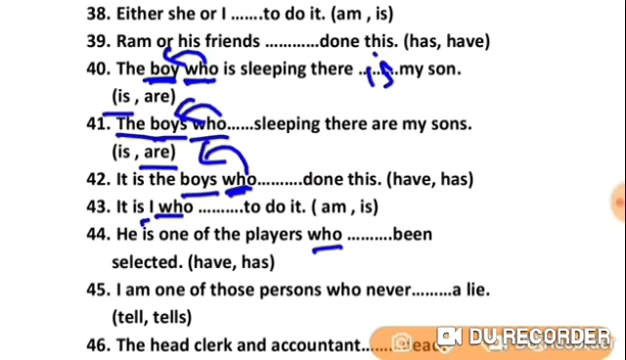 38. Either she or I .......to do it. (am , is)
39. Ram or his friends ............done this. (has, have)
40. The boy who is sleeping there ..is..my son.
(is, are)
41. The boys who......sleeping there are my sons.
(is , are)
42. It is the boys who..........done this. (have, has)
43. It is I who ..........to do it. ( am , is)
44. He is one of the players who ..........been
selected. (have, has)
45. I am one of those persons who never.........a lie.
(tell, tells)
46. The head clerk and accountant.......
DU RECORDER